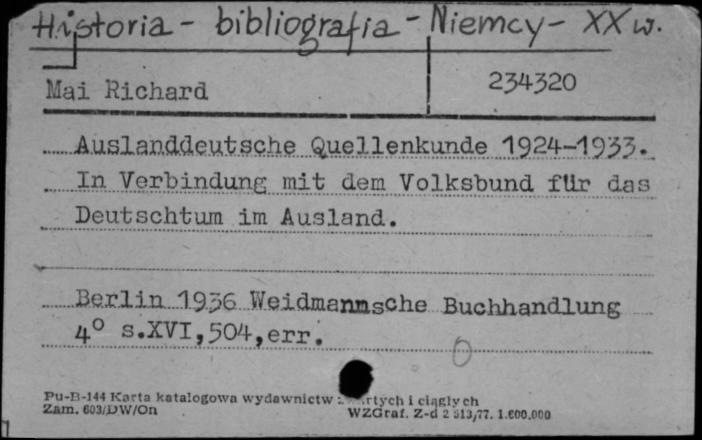 Historia - bibliografia - Niemcy - XX w.
Mai Richard
234320
Auslanddeutsche Quellenkunde 1924-1933.
In Verbindung mit dem Volksbund für das
Deutschtum im Ausland.
Berlin 1936 Weidmannsche Buchhandlung
4° s.XVI,504,err.
Pu-B-144 Karta katalogowa wydawnictw i ciągłych
Zam. 603/DW/On WZGraf. Z-d 2 513/77. 1.600.000